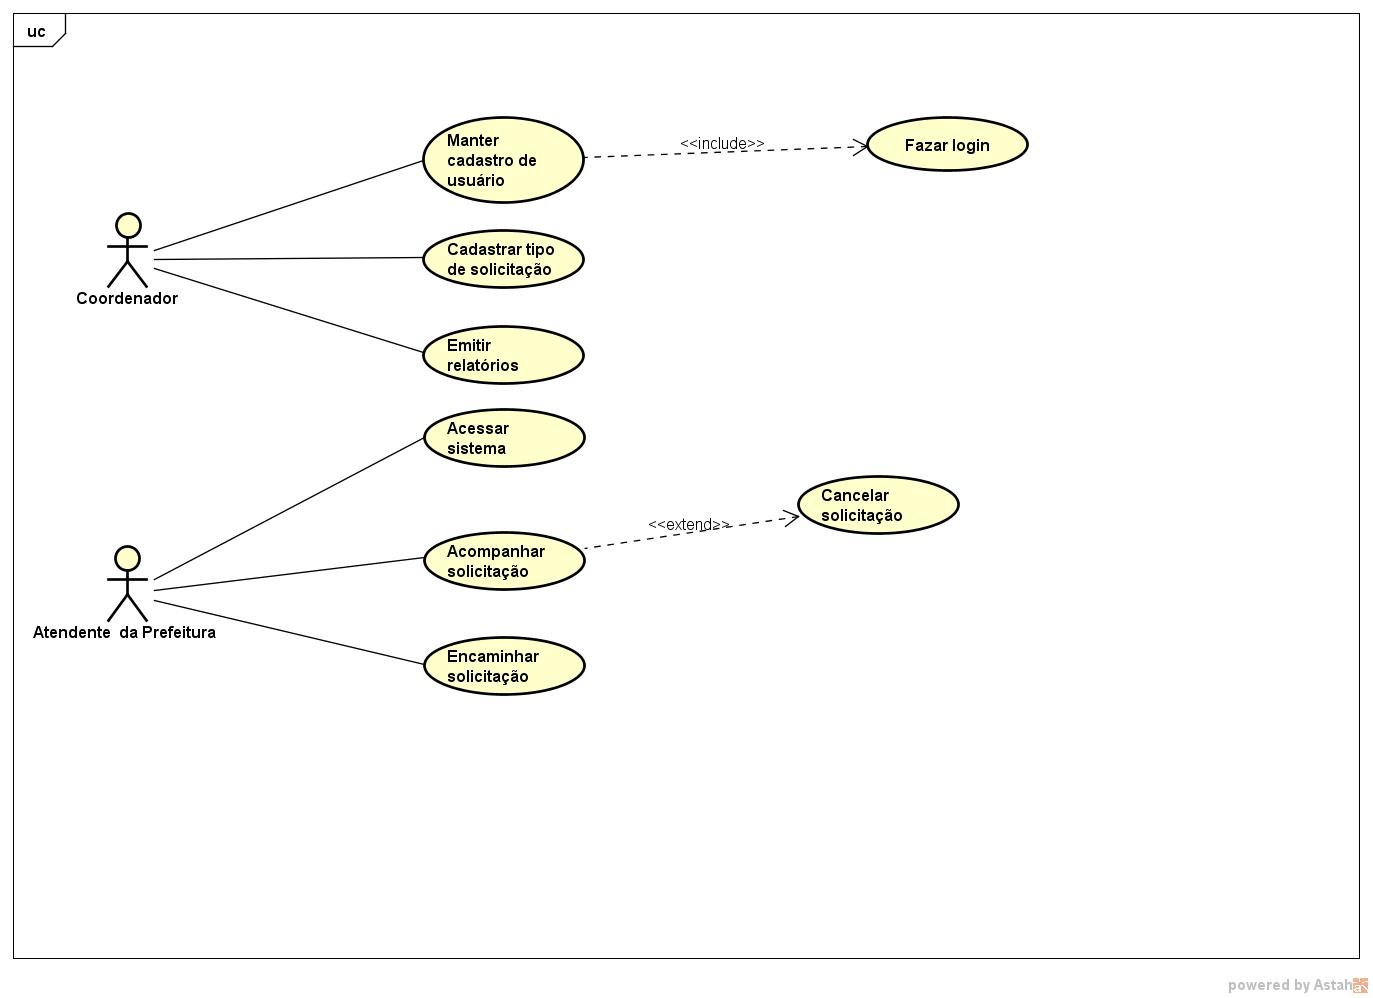 uc
Manter
cadastro de
usuário
<<include>>
Fazar login
Cadastrar tipo
de solicitação
Coordenador
Emitir
relatórios
Acessar
sistema
Cancelar
solicitação
<<extend>>
Acompanhar
solicitação
Atendente  da Prefeitura
Encaminhar
solicitação
powered by Astah